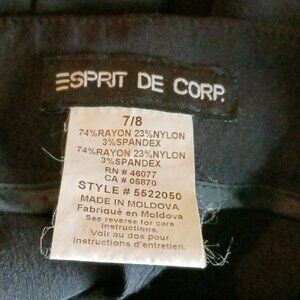 ESPRIT DE CORP.
7/8
74%RAYON 23%NYLON
3%SPANDEX
74%RAYON 23%NYLON
3%SPANDEX
RN # 46077
CA # 05870
STYLE # 5522050
MADE IN MOLDOVA
Fabriqué en Moldova
See reverse for care
instructions.
Voir au dos pour
instructions d'entretien.